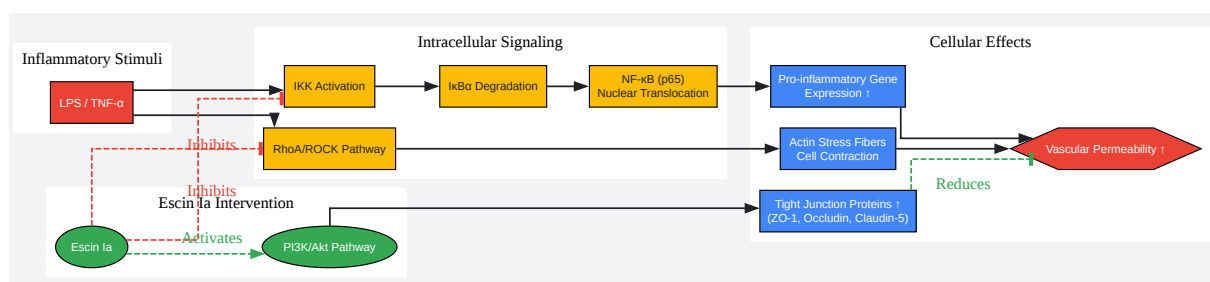 Inflammatory Stimuli
LPS / TNF-α
Intracellular Signaling
IKK Activation
IκBα Degradation
NF-κB (p65)
Nuclear Translocation
RhoA/ROCK Pathway
Cellular Effects
Pro-inflammatory Gene
Expression ↑
Actin Stress Fibers
Cell Contraction
Vascular Permeability ↑
Tight Junction Proteins ↑
(ZO-1, Occludin, Claudin-5)
Reduces
Inhibits
Inhibits
Escin Ia Intervention
Activates
Escin Ia
PI3K/Akt Pathway